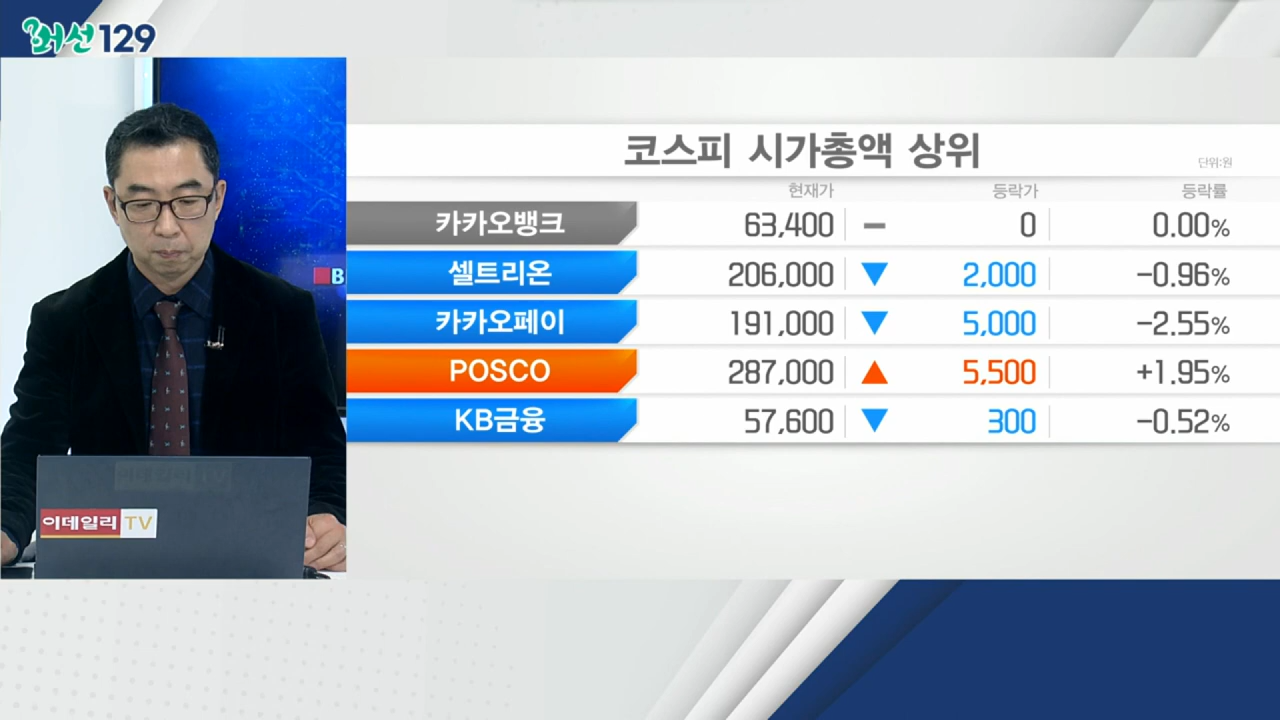 머선129
코스피 시가총액 상위
단위:원
현재가 등락가 등락률
카카오뱅크 63,400 - 0 0.00%
셀트리온 206,000 ▼ 2,000 -0.96%
카카오페이 191,000 ▼ 5,000 -2.55%
POSCO 287,000 ▲ 5,500 +1.95%
KB금융 57,600 ▼ 300 -0.52%
B
이데일리TV